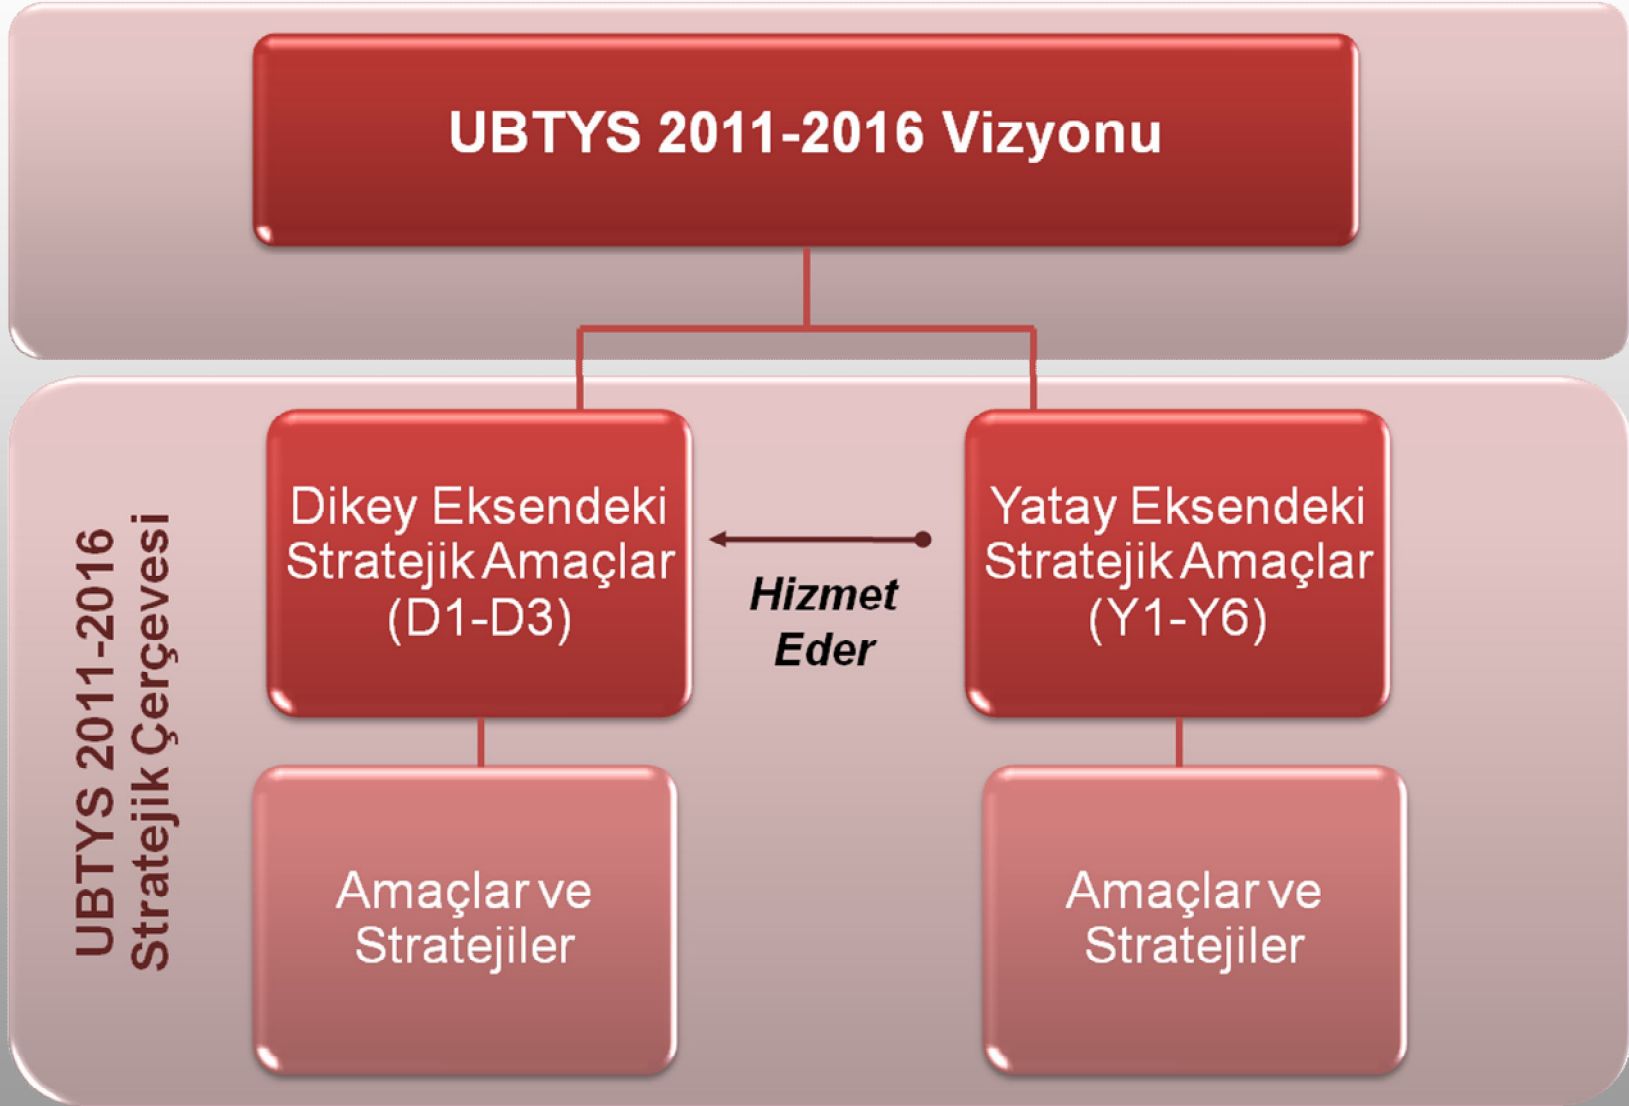 UBTYS 2011-2016 Vizyonu
UBTYS 2011-2016
Stratejik Çerçevesi
Dikey Eksendeki
Stratejik Amaçlar
(D1-D3)
Hizmet
Eder
Yatay Eksendeki
Stratejik Amaçlar
(Y1-Y6)
Amaçlar ve
Stratejiler
Amaçlar ve
Stratejiler